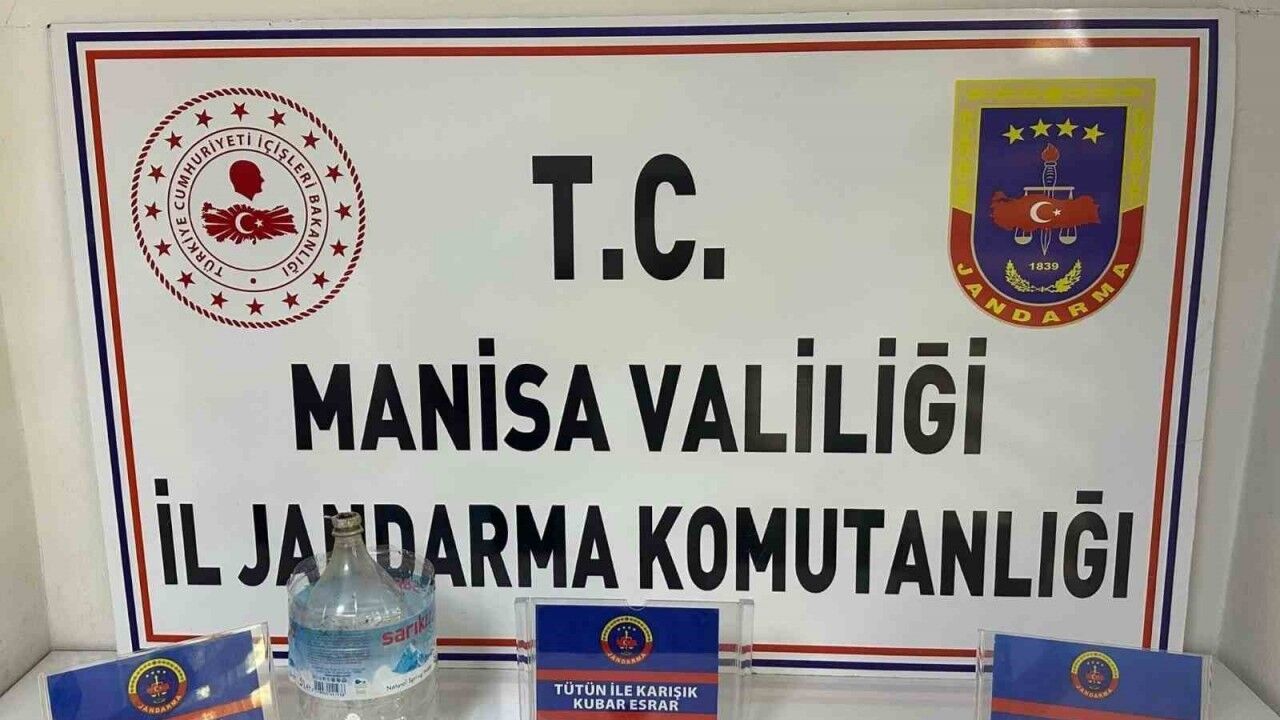 TÜRKİYE CUMHURİYETİ İÇİŞLERİ BAKANLIĞI
T.C.
1839
JANDARMA
MANİSA VALİLİĞİ
İL JANDARMA KOMUTANLIĞI
JANDARMA
JANDARMA
TÜTÜN İLE KARIŞIK
KUBAR ESRAR